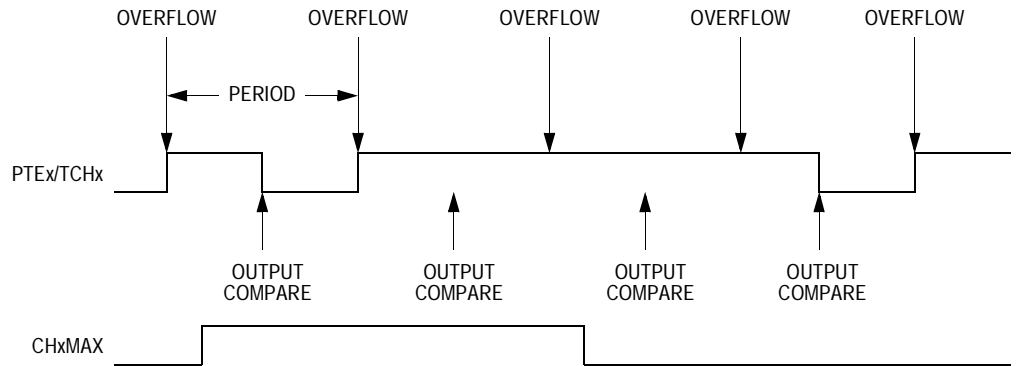 OVERFLOW OVERFLOW OVERFLOW OVERFLOW OVERFLOW
PERIOD
PTEx/TCHx
OUTPUT OUTPUT OUTPUT OUTPUT
COMPARE COMPARE COMPARE COMPARE
CHxMAX